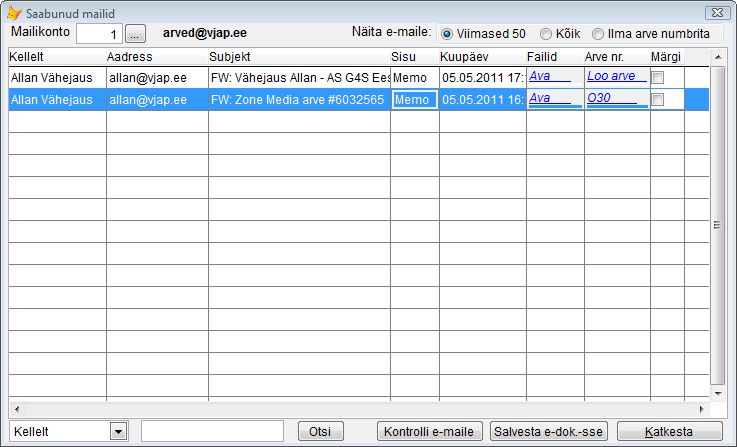 Saabunud mailid
Mailikonto 1 ... arved@vjap.ee Näita e-maile: Viimased 50 Kõik Ilma arve numbrita
Kellelt Aadress Subjekt Sisu Kuupäev Failid Arve nr. Märgi
Allan Vähejaus allan@vjap.ee FW: Vähejaus Allan - AS G4S Ees Memo 05.05.2011 17: Ava Loo arve
Allan Vähejaus allan@vjap.ee FW: Zone Media arve #6032565 Memo 05.05.2011 16: Ava O30
Kellelt Otsi Kontrolli e-maile Salvesta e-dok.-sse Katkesta